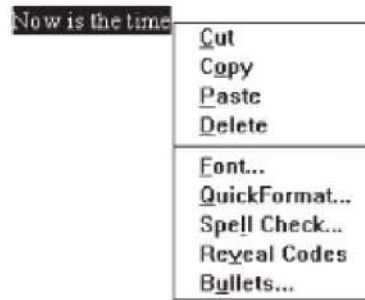 Now is the time
Cut
Copy
Paste
Delete
Font...
QuickFormat...
Spell Check...
Reveal Codes
Bullets...